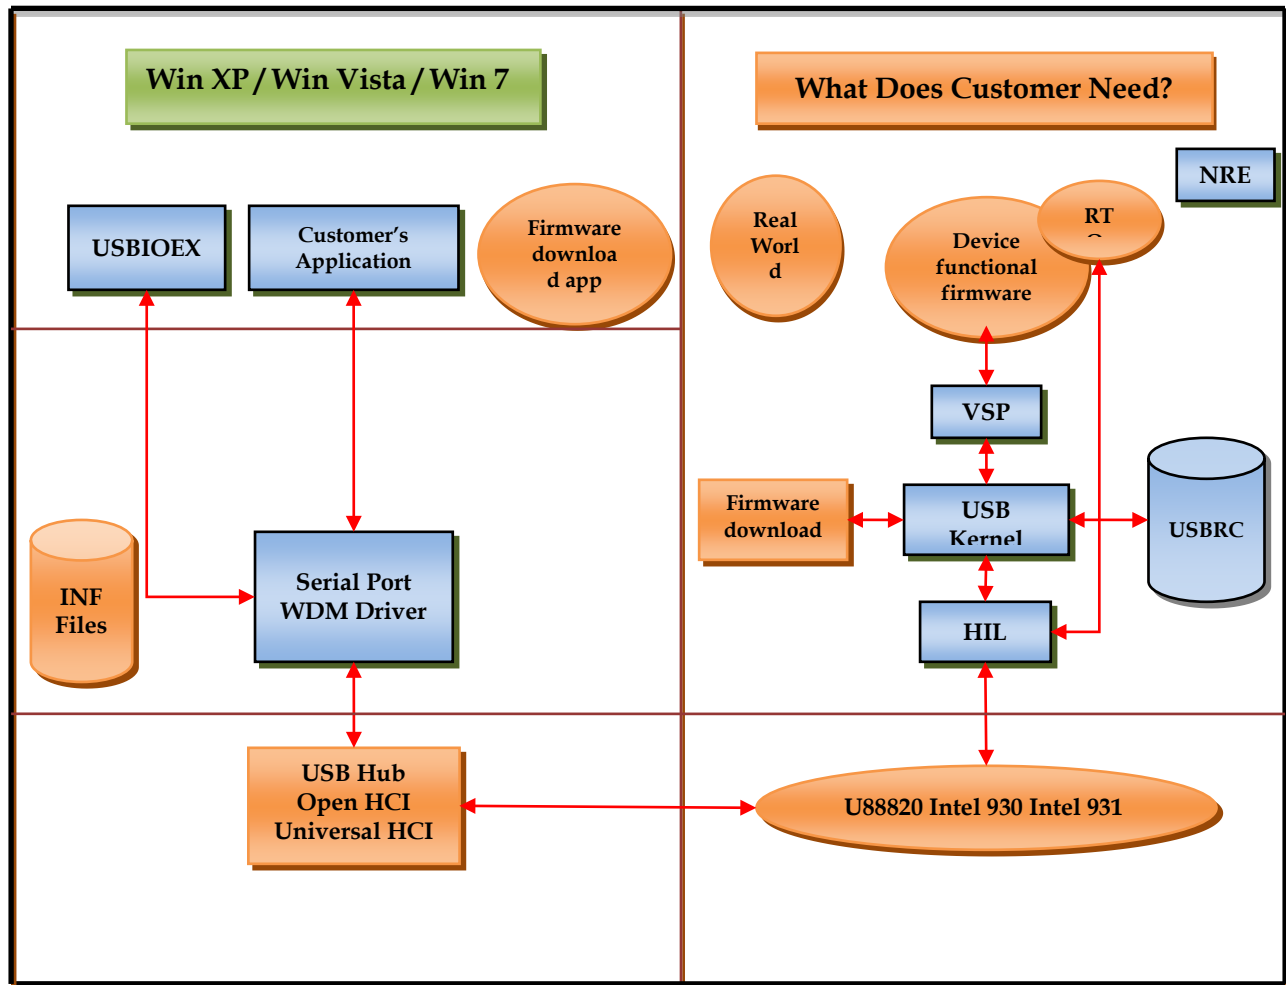 Win XP / Win Vista / Win 7
What Does Customer Need?
NRE
USBIOEX
Customer's
Application
Firmware
downloa
d app
Real
Worl
d
Device
functional
firmware
RT
VSP
Firmware
download
USB
Kernel
USBRC
INF
Files
Serial Port
WDM Driver
HIL
USB Hub
Open HCI
Universal HCI
U88820 Intel 930 Intel 931